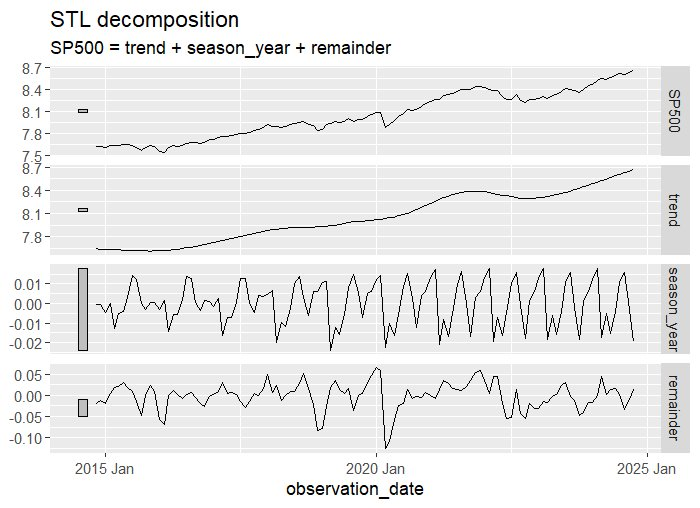 STL decomposition
SP500 = trend + season_year + remainder
8.7
8.4
8.1
7.8
7.5
SP500
8.7
8.4
8.1
7.8
trend
0.01
0.00
-0.01
-0.02
season_year
0.05
0.00
-0.05
-0.10
remainder
2015 Jan 2020 Jan 2025 Jan
observation_date